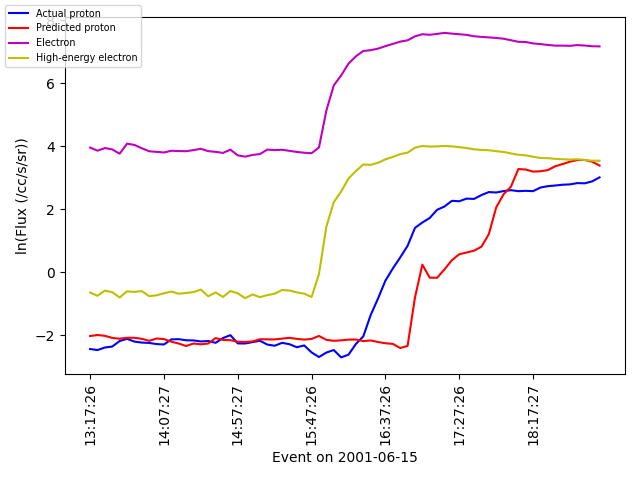 Actual proton
Predicted proton
Electron
High-energy electron
8
6
4
2
0
−2
ln(Flux (/cc/s/sr))
13:17:26
14:07:27
14:57:27
15:47:26
16:37:26
17:27:26
18:17:27
Event on 2001-06-15